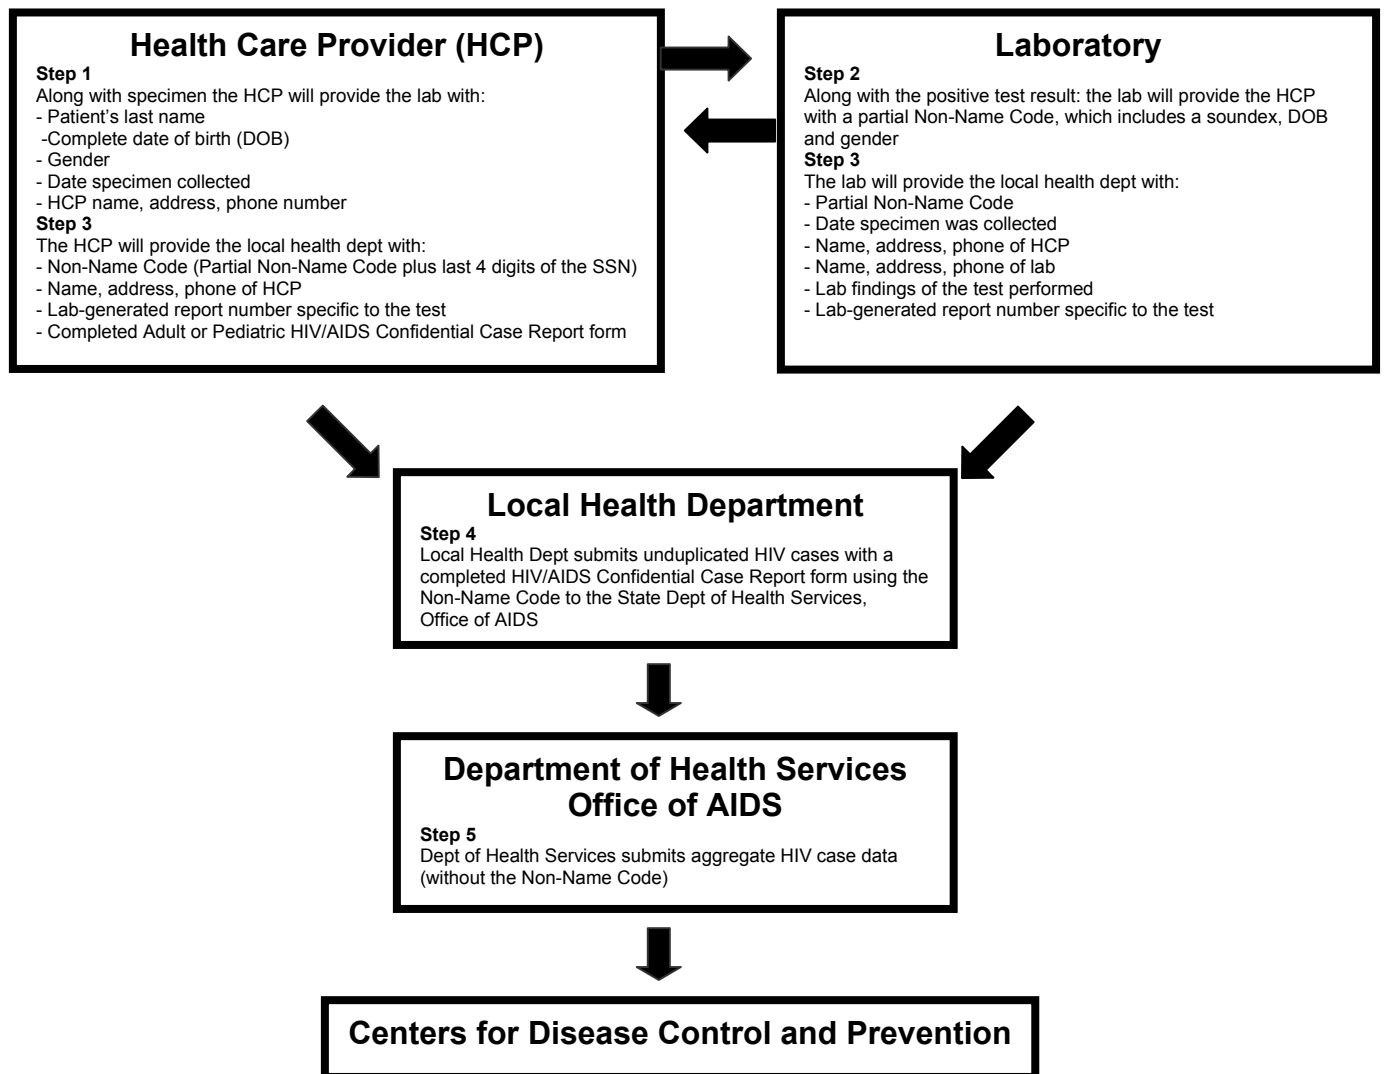 Health Care Provider (HCP)
Step 1
Along with specimen the HCP will provide the lab with:
- Patient’s last name
-Complete date of birth (DOB)
- Gender
- Date specimen collected
- HCP name, address, phone number
Step 3
The HCP will provide the local health dept with:
- Non-Name Code (Partial Non-Name Code plus last 4 digits of the SSN)
- Name, address, phone of HCP
- Lab-generated report number specific to the test
- Completed Adult or Pediatric HIV/AIDS Confidential Case Report form
Laboratory
Step 2
Along with the positive test result: the lab will provide the HCP
with a partial Non-Name Code, which includes a soundex, DOB
and gender
Step 3
The lab will provide the local health dept with:
- Partial Non-Name Code
- Date specimen was collected
- Name, address, phone of HCP
- Name, address, phone of lab
- Lab findings of the test performed
- Lab-generated report number specific to the test
Local Health Department
Step 4
Local Health Dept submits unduplicated HIV cases with a
completed HIV/AIDS Confidential Case Report form using the
Non-Name Code to the State Dept of Health Services,
Office of AIDS
Department of Health Services
Office of AIDS
Step 5
Dept of Health Services submits aggregate HIV case data
(without the Non-Name Code)
Centers for Disease Control and Prevention